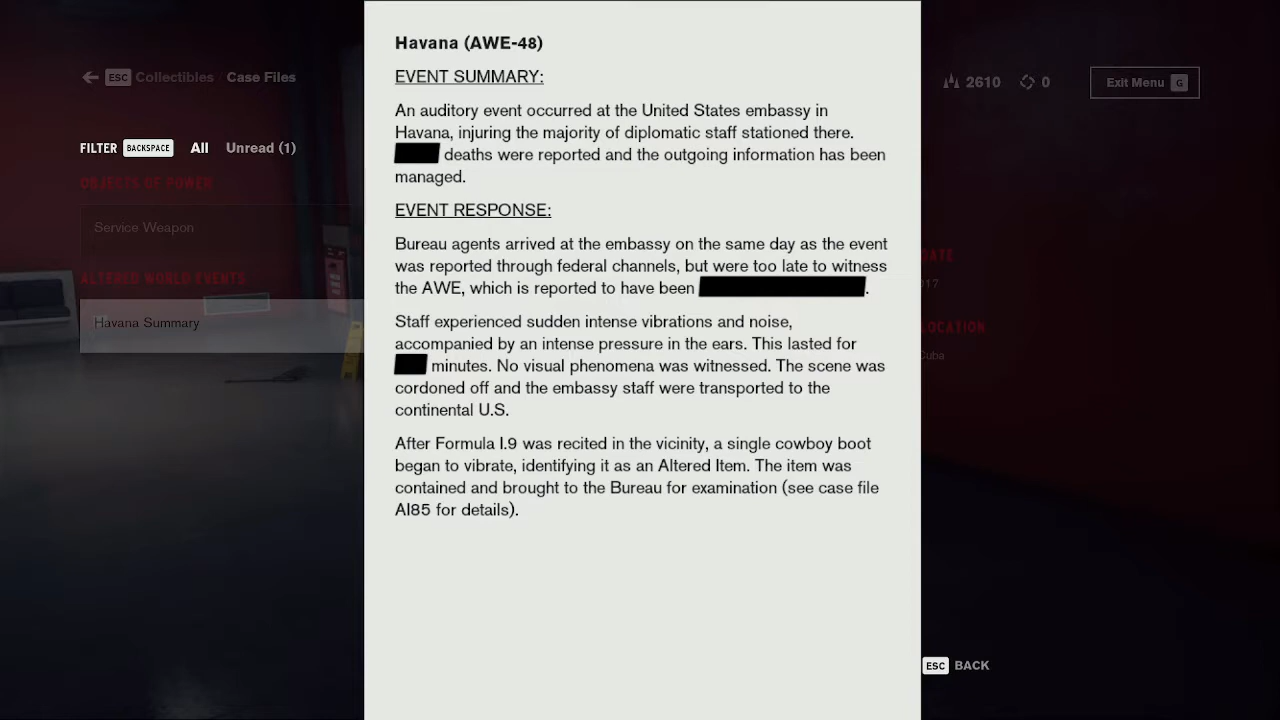 Havana (AWE-48)
EVENT SUMMARY:
An auditory event occurred at the United States embassy in
Havana, injuring the majority of diplomatic staff stationed there.
deaths were reported and the outgoing information has been
managed.
EVENT RESPONSE:
Bureau agents arrived at the embassy on the same day as the event
was reported through federal channels, but were too late to witness
the AWE, which is reported to have been .
Staff experienced sudden intense vibrations and noise,
accompanied by an intense pressure in the ears. This lasted for
minutes. No visual phenomena was witnessed. The scene was
cordoned off and the embassy staff were transported to the
continental U.S.
After Formula I.9 was recited in the vicinity, a single cowboy boot
began to vibrate, identifying it as an Altered Item. The item was
contained and brought to the Bureau for examination (see case file
AI85 for details).
ESC Collectibles / Case Files
FILTER BACKSPACE All Unread (1)
OBJECTS OF POWER
Service Weapon
ALTERED WORLD EVENTS
Havana Summary
2610 0 Exit Menu G
DATE
17
LOCATION
Cuba
ESC BACK